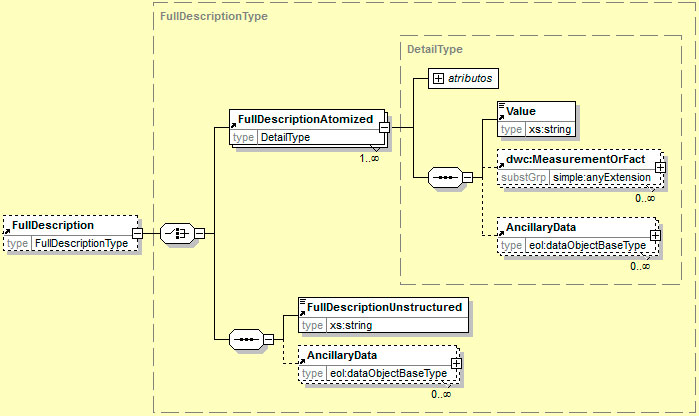 FullDescriptionType
DetailType
atributos
FullDescriptionAtomized
type DetailType
1..∞
Value
type xs:string
dwc:MeasurementOrFact
substGrp simple:anyExtension
0..∞
AncillaryData
type eol:dataObjectBaseType
0..∞
FullDescription
type FullDescriptionType
FullDescriptionUnstructured
type xs:string
AncillaryData
type eol:dataObjectBaseType
0..∞